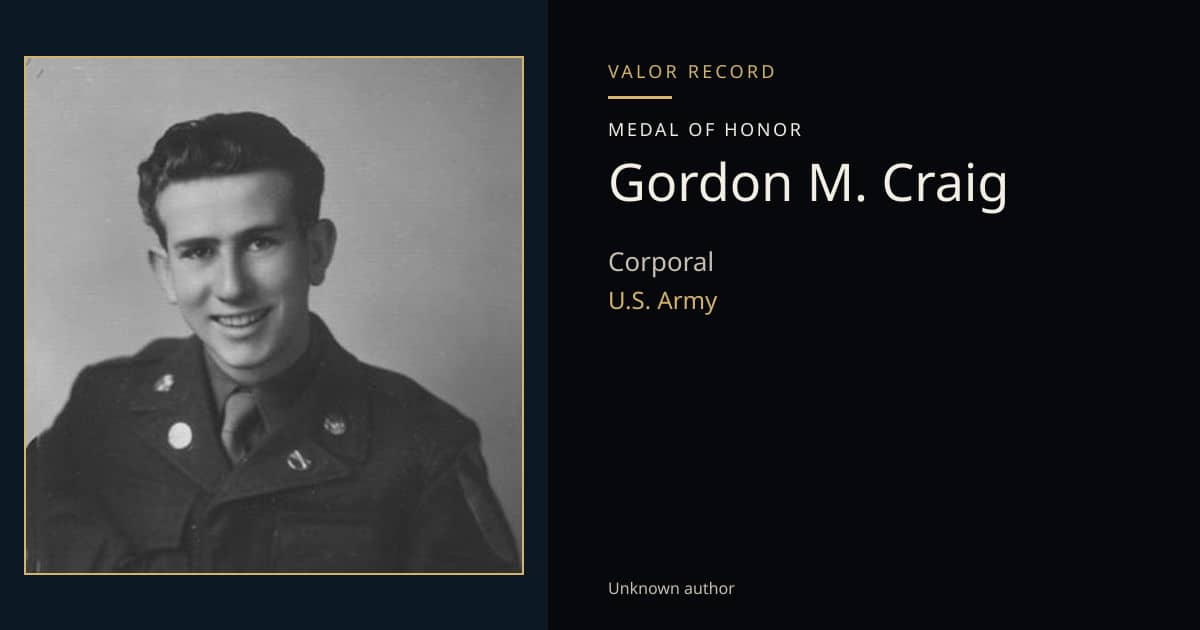 VALOR RECORD
MEDAL OF HONOR
Gordon M. Craig
Corporal
U.S. Army
Unknown author